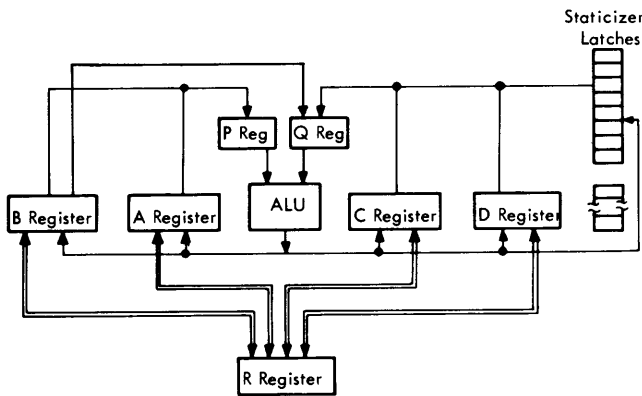 Staticizer
Latches
P Reg
Q Reg
B Register
A Register
ALU
C Register
D Register
R Register